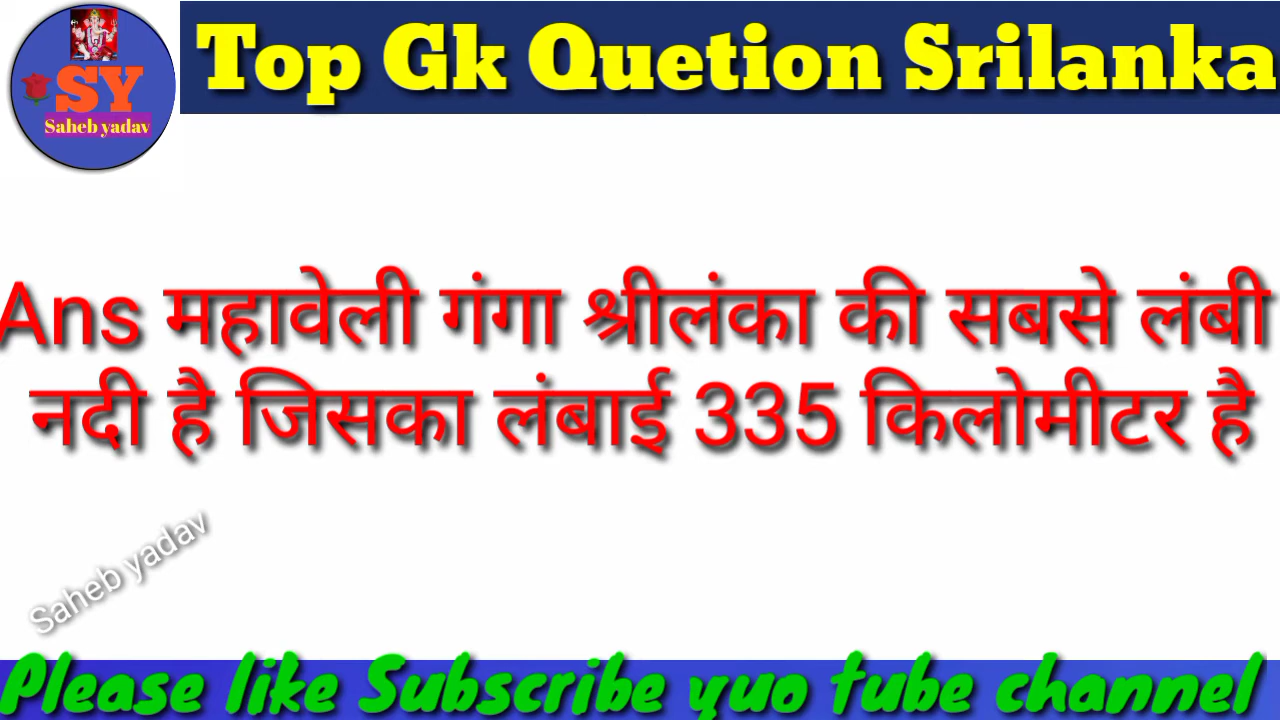 SY
Saheb yadav
Top Gk Quetion Srilanka
Ans महावेली गंगा श्रीलंका की सबसे लंबी
नदी है जिसका लंबाई 335 किलोमीटर है
Saheb yadav
Please like Subscribe yuo tube channel